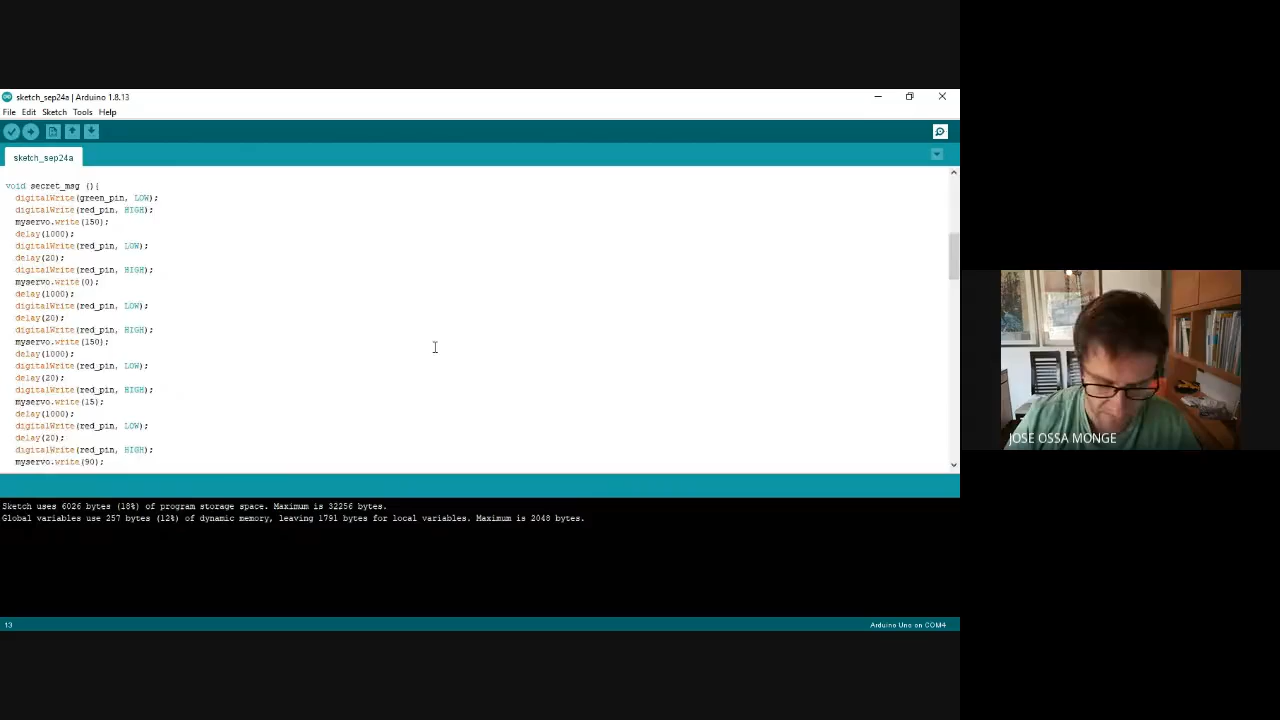 sketch_sep24a | Arduino 1.8.13
File Edit Sketch Tools Help
sketch_sep24a
void secret_msg (){
digitalWrite(green_pin, LOW);
digitalWrite(red_pin, HIGH);
myservo.write(150);
delay(1000);
digitalWrite(red_pin, LOW);
delay(20);
digitalWrite(red_pin, HIGH);
myservo.write(0);
delay(1000);
digitalWrite(red_pin, LOW);
delay(20);
digitalWrite(red_pin, HIGH);
myservo.write(150);
delay(1000);
digitalWrite(red_pin, LOW);
delay(20);
digitalWrite(red_pin, HIGH);
myservo.write(15);
delay(1000);
digitalWrite(red_pin, LOW);
delay(20);
digitalWrite(red_pin, HIGH);
myservo.write(90);
Sketch uses 6026 bytes (18%) of program storage space. Maximum is 32256 bytes.
Global variables use 257 bytes (12%) of dynamic memory, leaving 1791 bytes for local variables. Maximum is 2048 bytes.
13
Arduino Uno on COM4
JOSE OSSA MONGE